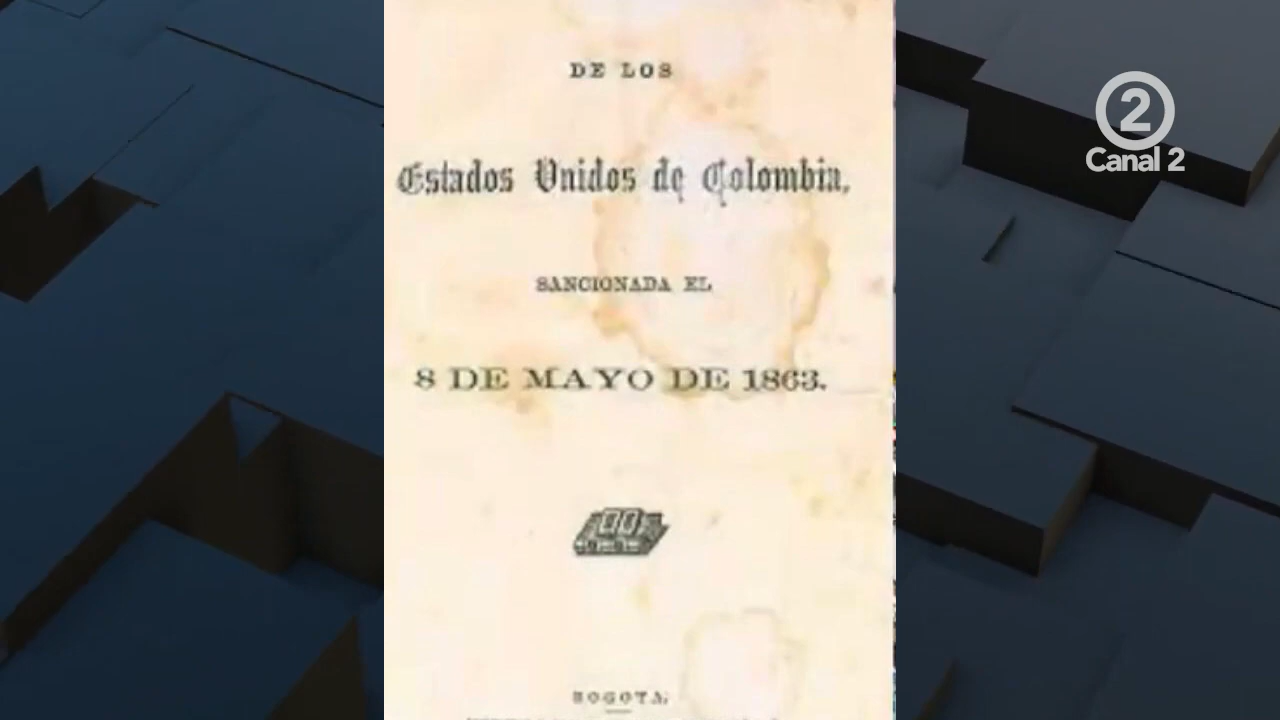 DE LOS
Estados Unidos de Colombia,
SANCIONADA EL
8 DE MAYO DE 1863.
BOGOTA.
2
Canal 2